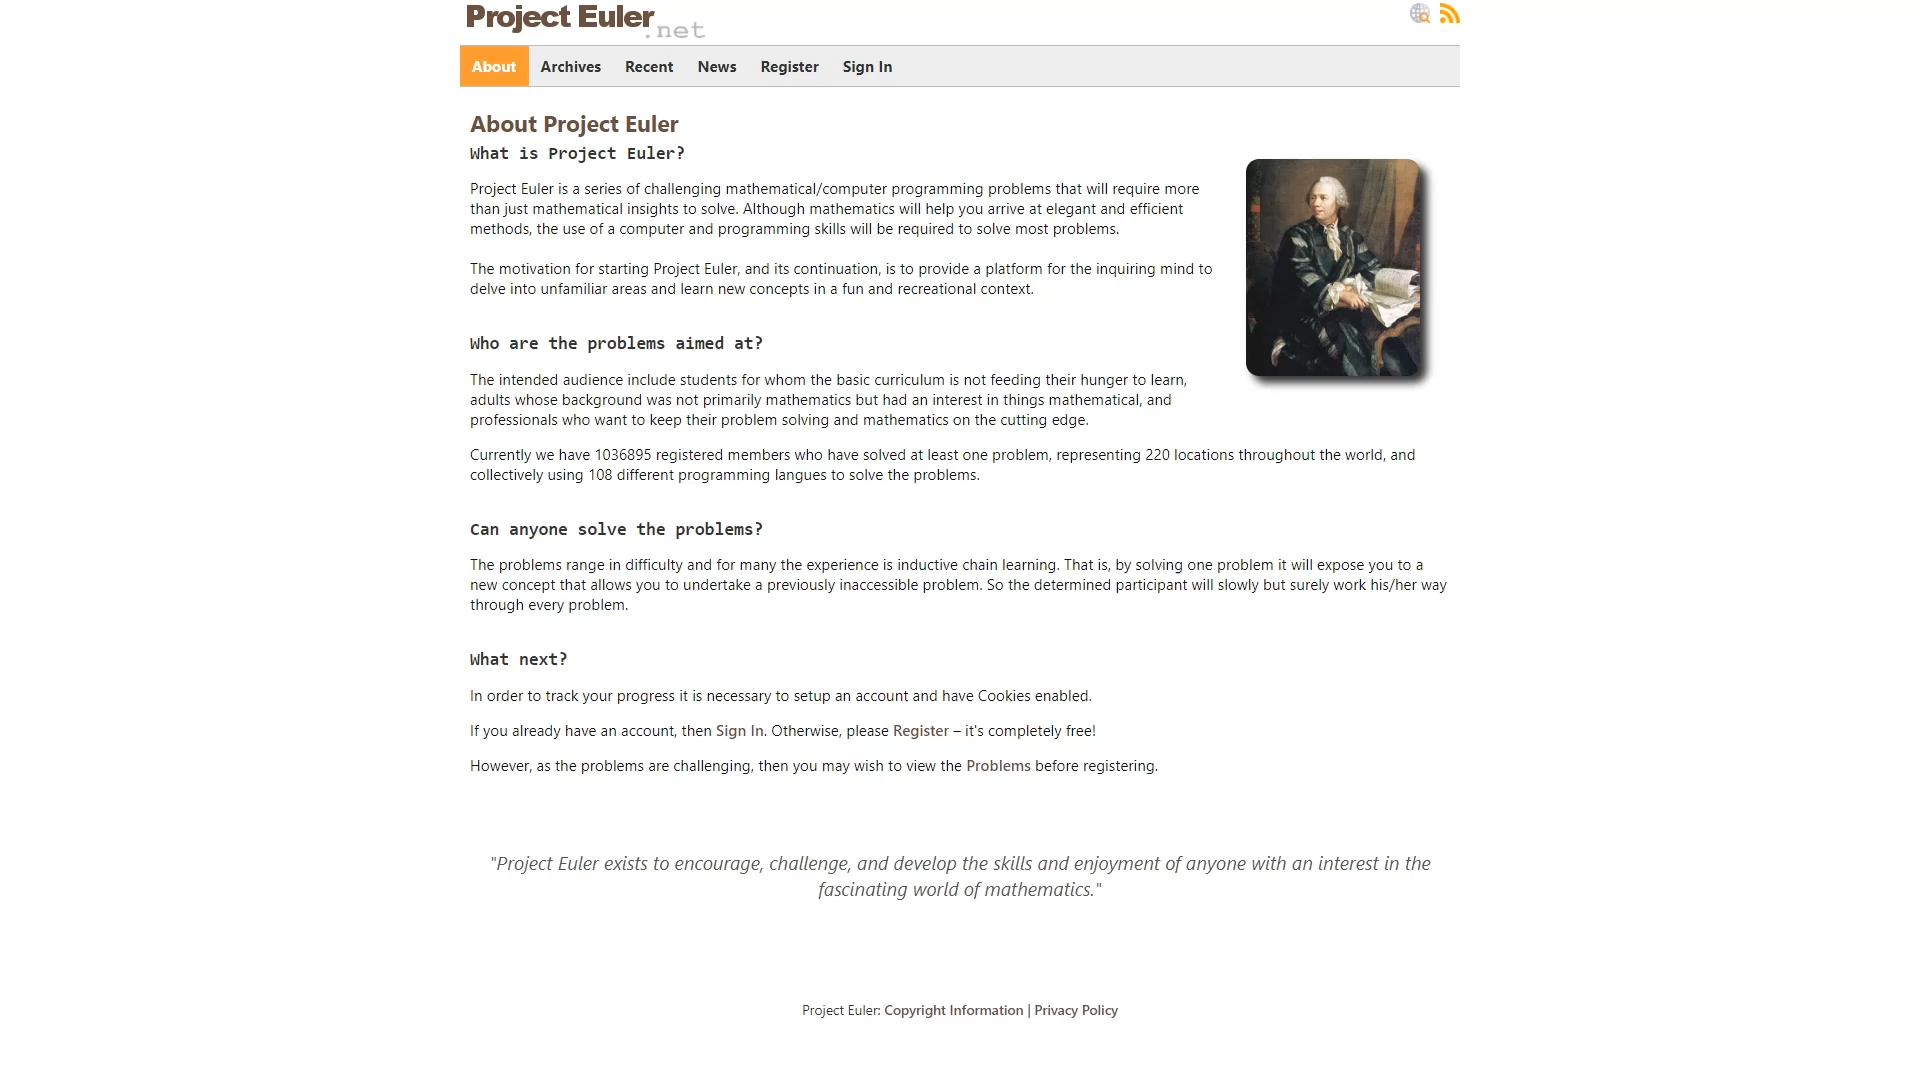 Project Euler.net
About Archives Recent News Register Sign In
About Project Euler
What is Project Euler?
Project Euler is a series of challenging mathematical/computer programming problems that will require more
than just mathematical insights to solve. Although mathematics will help you arrive at elegant and efficient
methods, the use of a computer and programming skills will be required to solve most problems.
The motivation for starting Project Euler, and its continuation, is to provide a platform for the inquiring mind to
delve into unfamiliar areas and learn new concepts in a fun and recreational context.
Who are the problems aimed at?
The intended audience include students for whom the basic curriculum is not feeding their hunger to learn,
adults whose background was not primarily mathematics but had an interest in things mathematical, and
professionals who want to keep their problem solving and mathematics on the cutting edge.
Currently we have 1036895 registered members who have solved at least one problem, representing 220 locations throughout the world, and
collectively using 108 different programming langues to solve the problems.
Can anyone solve the problems?
The problems range in difficulty and for many the experience is inductive chain learning. That is, by solving one problem it will expose you to a
new concept that allows you to undertake a previously inaccessible problem. So the determined participant will slowly but surely work his/her way
through every problem.
What next?
In order to track your progress it is necessary to setup an account and have Cookies enabled.
If you already have an account, then Sign In. Otherwise, please Register – it's completely free!
However, as the problems are challenging, then you may wish to view the Problems before registering.
"Project Euler exists to encourage, challenge, and develop the skills and enjoyment of anyone with an interest in the
fascinating world of mathematics."
Project Euler: Copyright Information | Privacy Policy